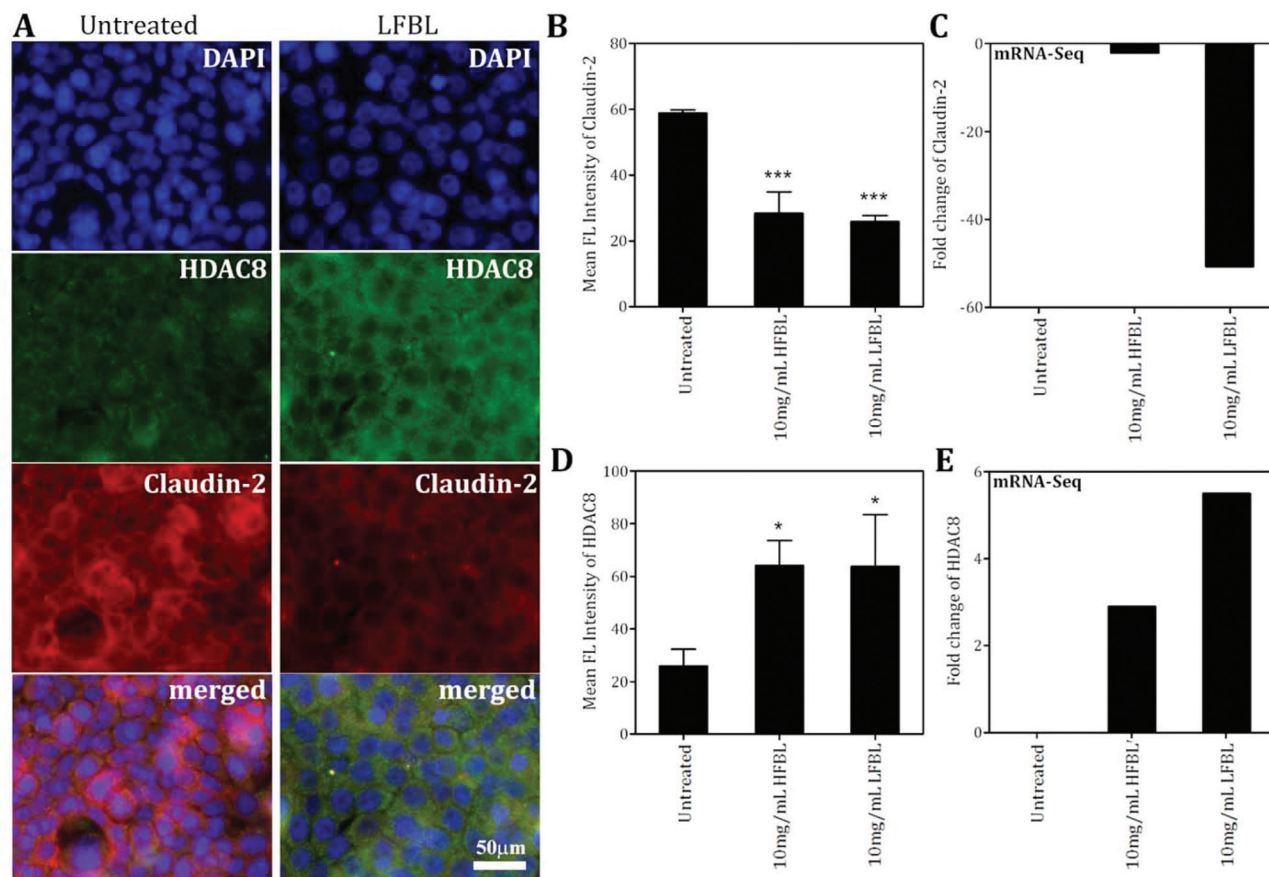 A
Untreated
LFBL
DAPI
DAPI
HDAC8
HDAC8
Claudin-2
Claudin-2
merged
merged
50µm
B
Mean FL Intensity of Claudin-2
80
60
40
20
0
***
***
Untreated
10mg/mL HFBL
10mg/mL LFBL
C
mRNA-Seq
Fold change of Claudin-2
0
-20
-40
-60
Untreated
10mg/mL HFBL
10mg/mL LFBL
D
Mean FL Intensity of HDAC8
100
80
60
40
20
0
*
*
Untreated
10mg/mL HFBL
10mg/mL LFBL
E
mRNA-Seq
Fold change of HDAC8
6
4
2
0
Untreated
10mg/mL HFBL'
10mg/mL LFBL